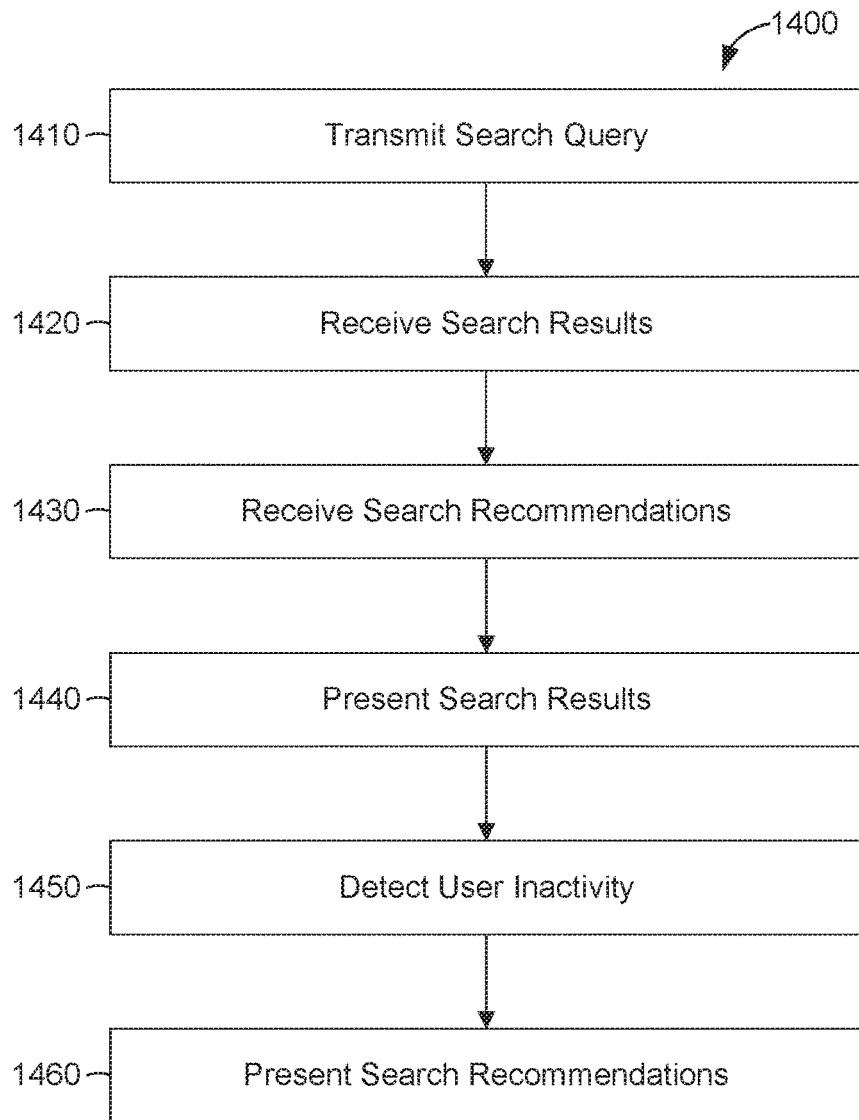 1400
1410 Transmit Search Query
1420 Receive Search Results
1430 Receive Search Recommendations
1440 Present Search Results
1450 Detect User Inactivity
1460 Present Search Recommendations